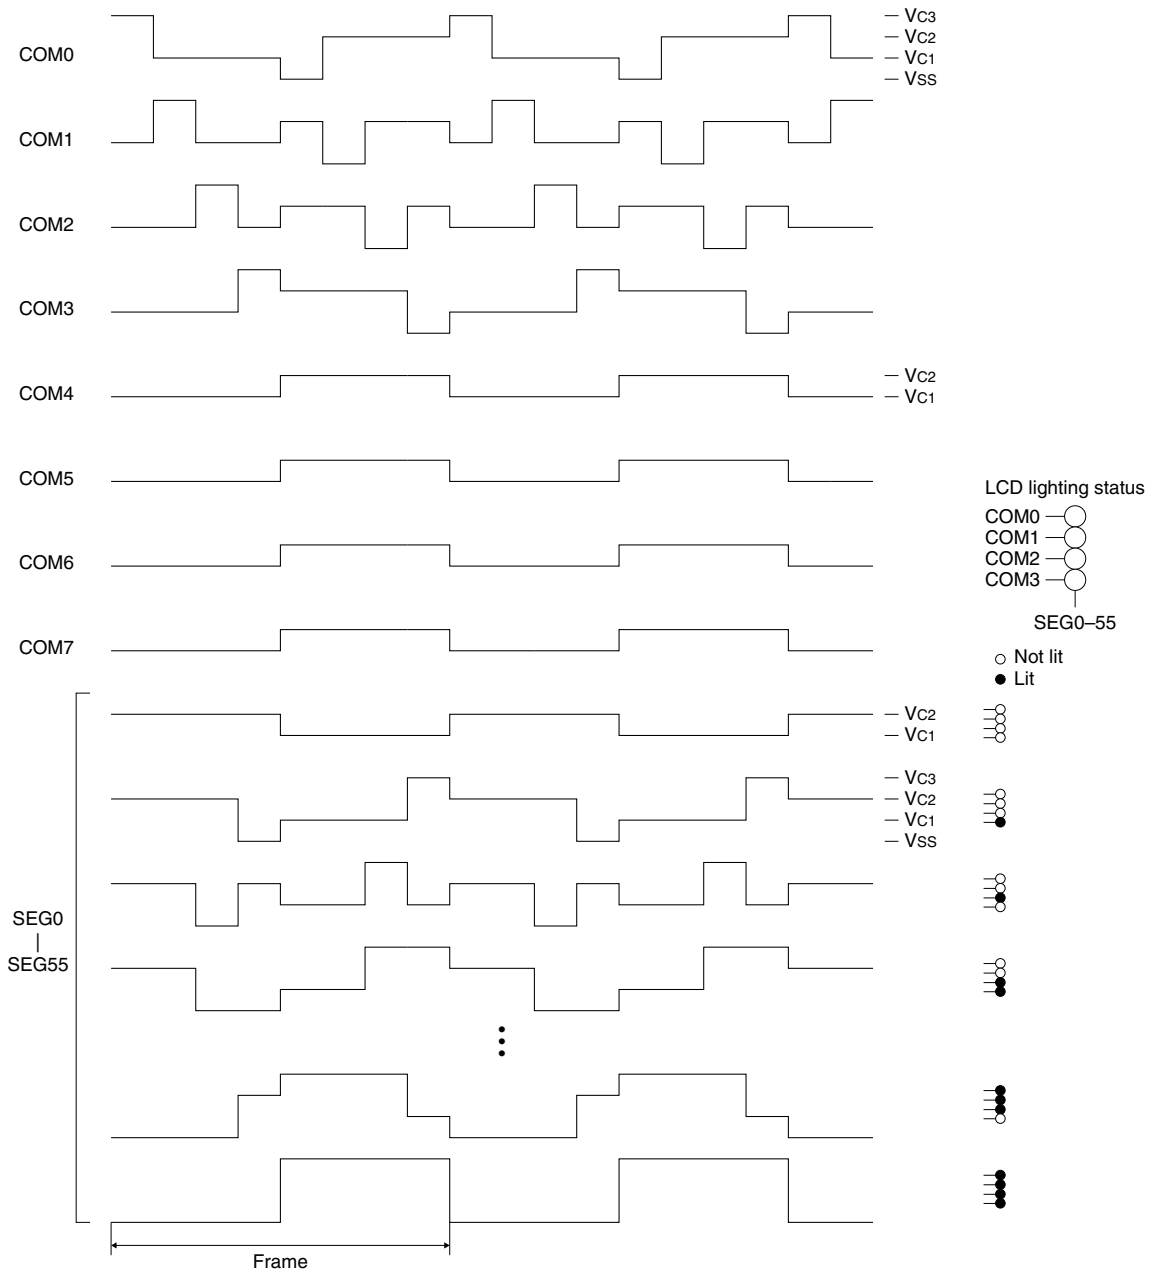 COM0
VC3
VC2
VC1
VSS
COM1
COM2
COM3
COM4
VC2
VC1
COM5
COM6
COM7
LCD lighting status
COM0
COM1
COM2
COM3
SEG0–55
Not lit
Lit
VC2
VC1
VC3
VC2
VC1
VSS
SEG0
SEG55
Frame